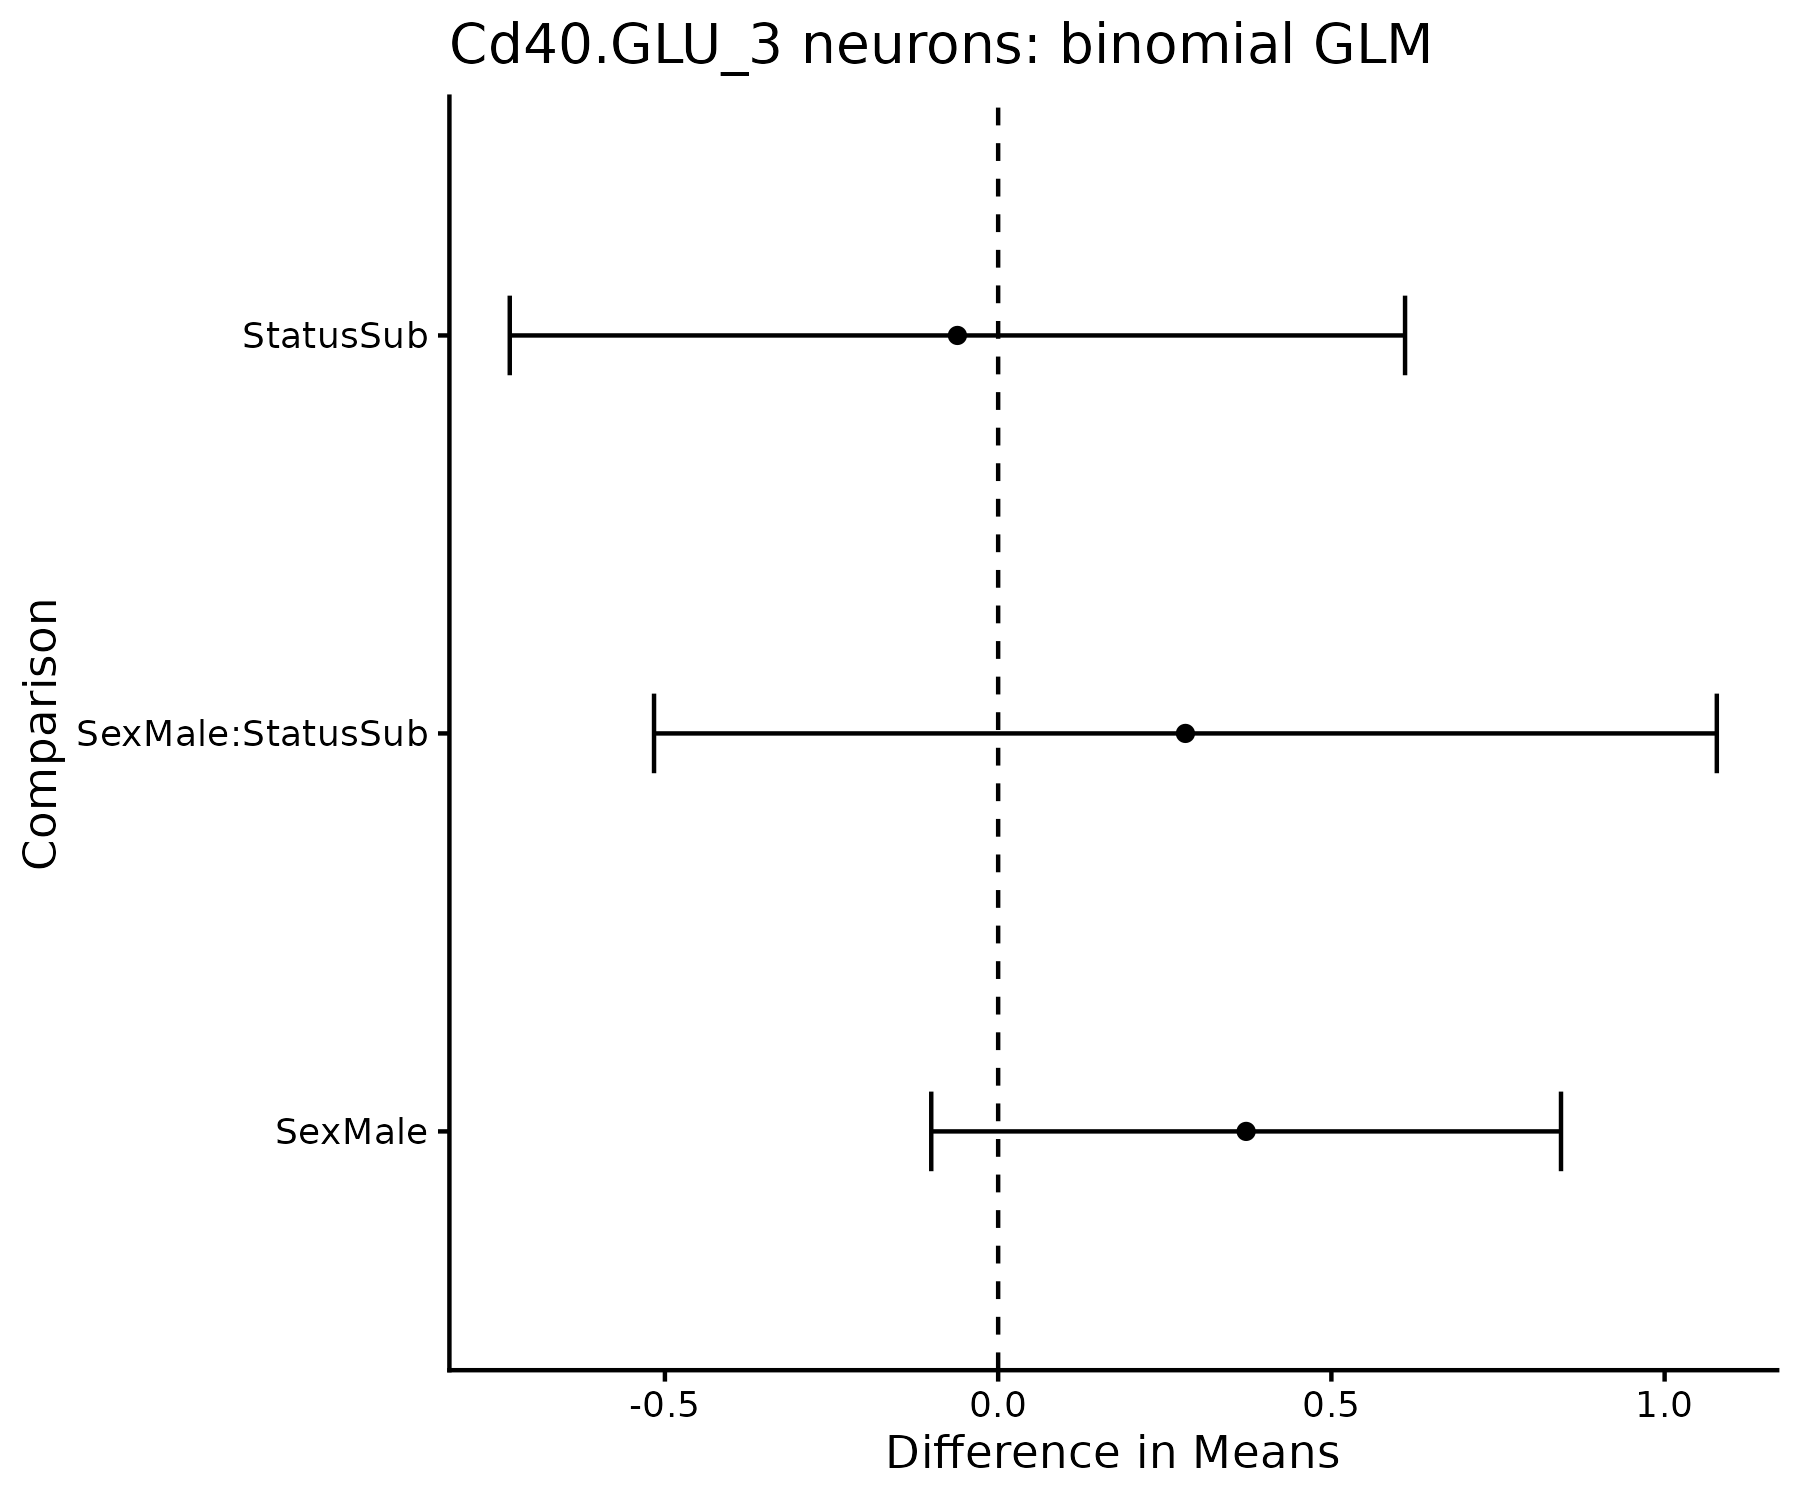 Cd40.GLU_3 neurons: binomial GLM
Comparison
StatusSub
SexMale:StatusSub
SexMale
-0.5 0.0 0.5 1.0
Difference in Means